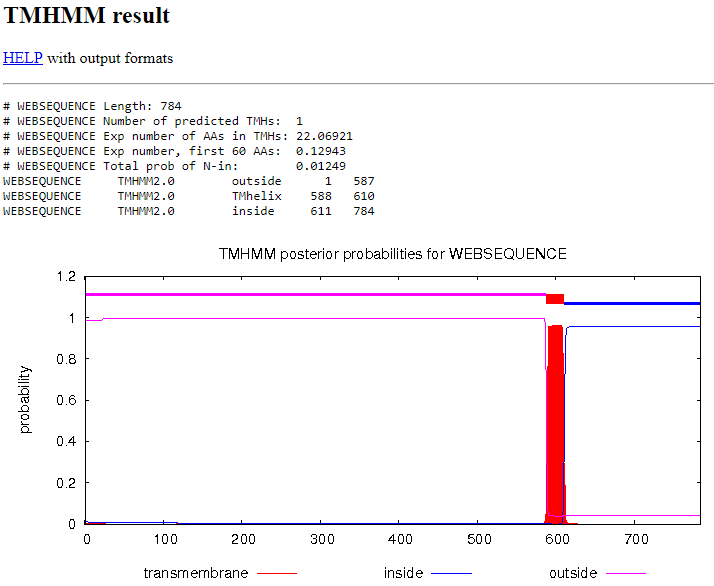 TMHMM result
HELP with output formats
# WEBSEQUENCE Length: 784
# WEBSEQUENCE Number of predicted TMHs: 1
# WEBSEQUENCE Exp number of AAs in TMHs: 22.06921
# WEBSEQUENCE Exp number, first 60 AAs: 0.12943
# WEBSEQUENCE Total prob of N-in: 0.01249
WEBSEQUENCE TMHMM2.0 outside 1 587
WEBSEQUENCE TMHMM2.0 TMhelix 588 610
WEBSEQUENCE TMHMM2.0 inside 611 784
TMHMM posterior probabilities for WEBSEQUENCE
1.2
1
0.8
0.6
0.4
0.2
0
probability
0 100 200 300 400 500 600 700
transmembrane inside outside